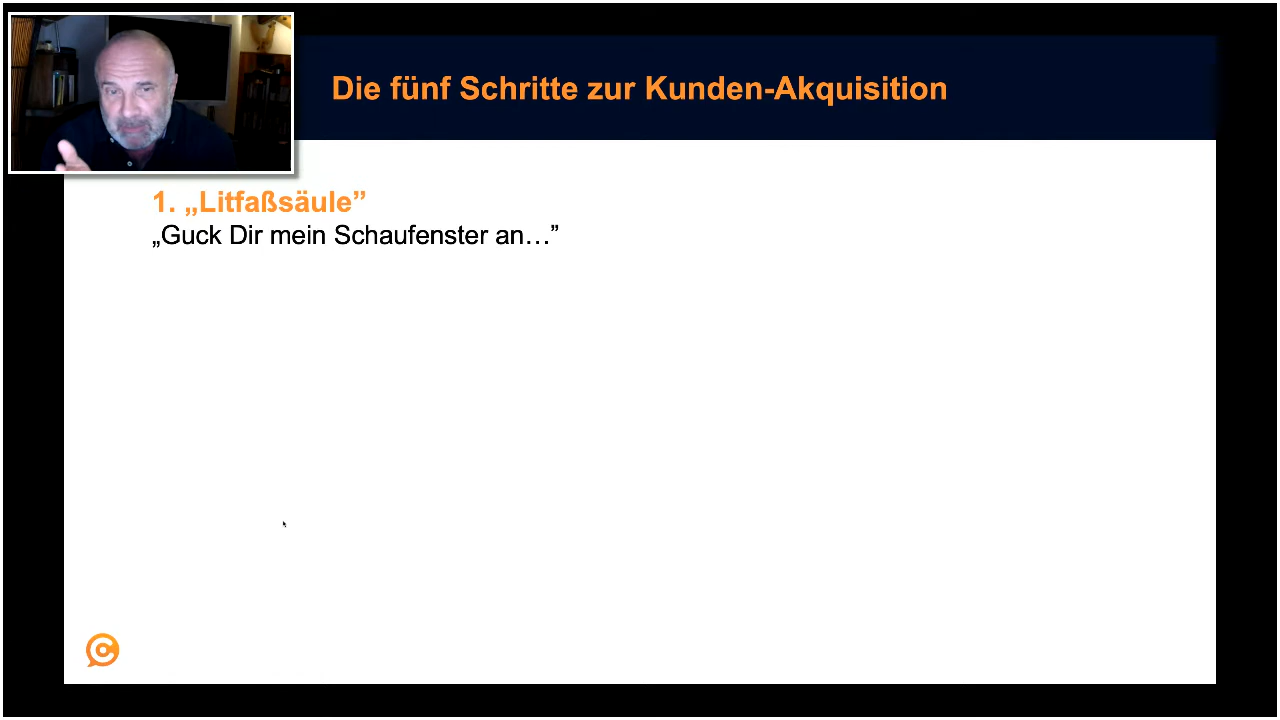 Die fünf Schritte zur Kunden-Akquisition
1. „Litfaßsäule”
„Guck Dir mein Schaufenster an…”